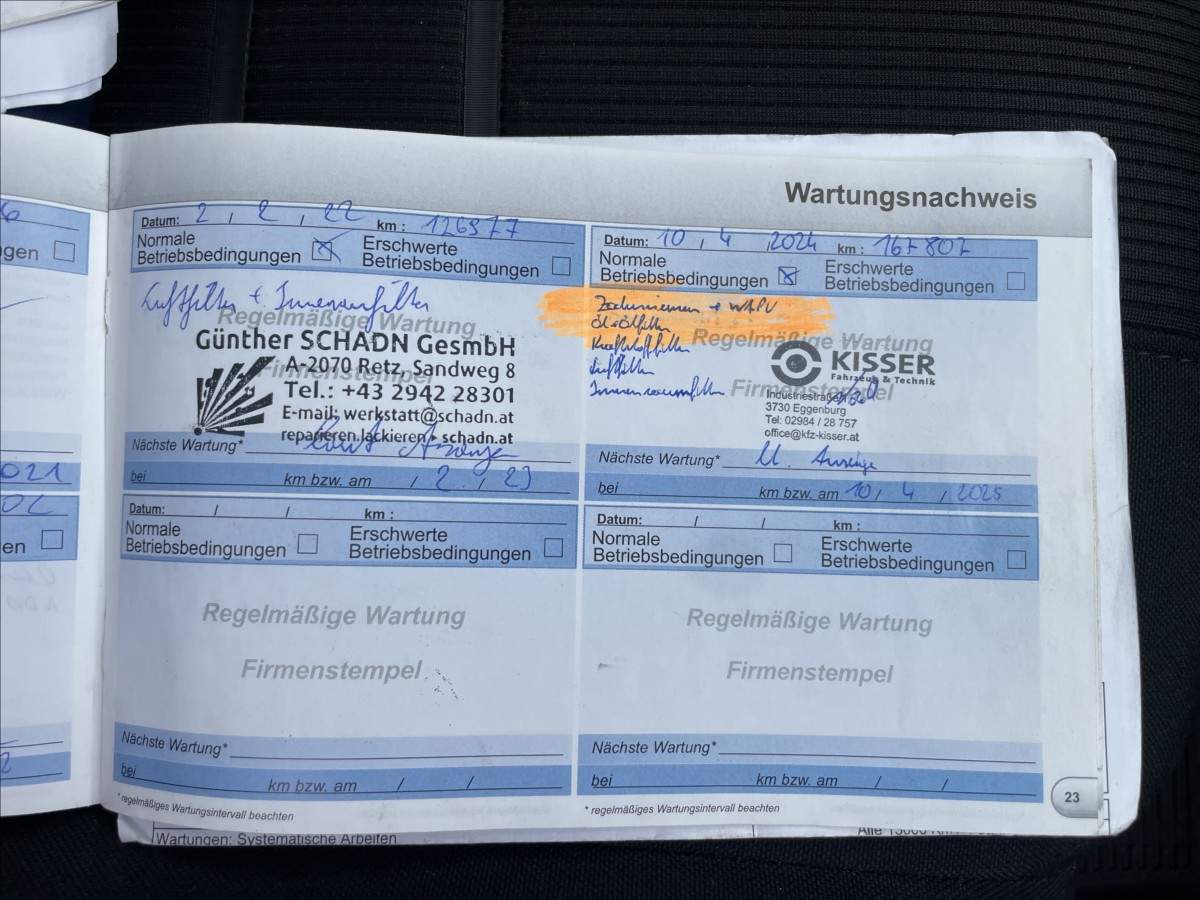 Wartungsnachweis
Datum: 2 / 2 / 22 km : 126977
Normale
Betriebsbedingungen
Erschwerte
Betriebsbedingungen
Luftfilter + Innenraumfilter
Regelmäßige Wartung
Günther SCHADN GesmbH
A-2070 Retz, Sandweg 8
Firmenstempel
Tel.: +43 2942 28301
E-mail: werkstatt@schadn.at
reparieren.lackieren schadn.at
Nächste Wartung* laut Anzeige
bei km bzw. am / 2 / 23
Datum: 10 / 4 / 2024 km : 167807
Normale
Betriebsbedingungen
Erschwerte
Betriebsbedingungen
Zahnriemen + WAPU
Öl+Ölfilter
Kraftstofffilter
Luftfilter
Innenraumfilter
Regelmäßige Wartung
KISSER
Fahrzeug & Technik
Firmenstempel
Industriestraße
3730 Eggenburg
Tel: 02984 / 28 757
office@kfz-kisser.at
Nächste Wartung* lt. Anzeige
bei km bzw. am 10 / 4 / 2025
Datum: / / km :
Normale
Betriebsbedingungen
Erschwerte
Betriebsbedingungen
Regelmäßige Wartung
Firmenstempel
Nächste Wartung*
bei km bzw. am / /
* regelmäßiges Wartungsintervall beachten
Datum: / / km :
Normale
Betriebsbedingungen
Erschwerte
Betriebsbedingungen
Regelmäßige Wartung
Firmenstempel
Nächste Wartung*
bei km bzw. am / /
* regelmäßiges Wartungsintervall beachten
23
Wartungen: Systematische Arbeiten